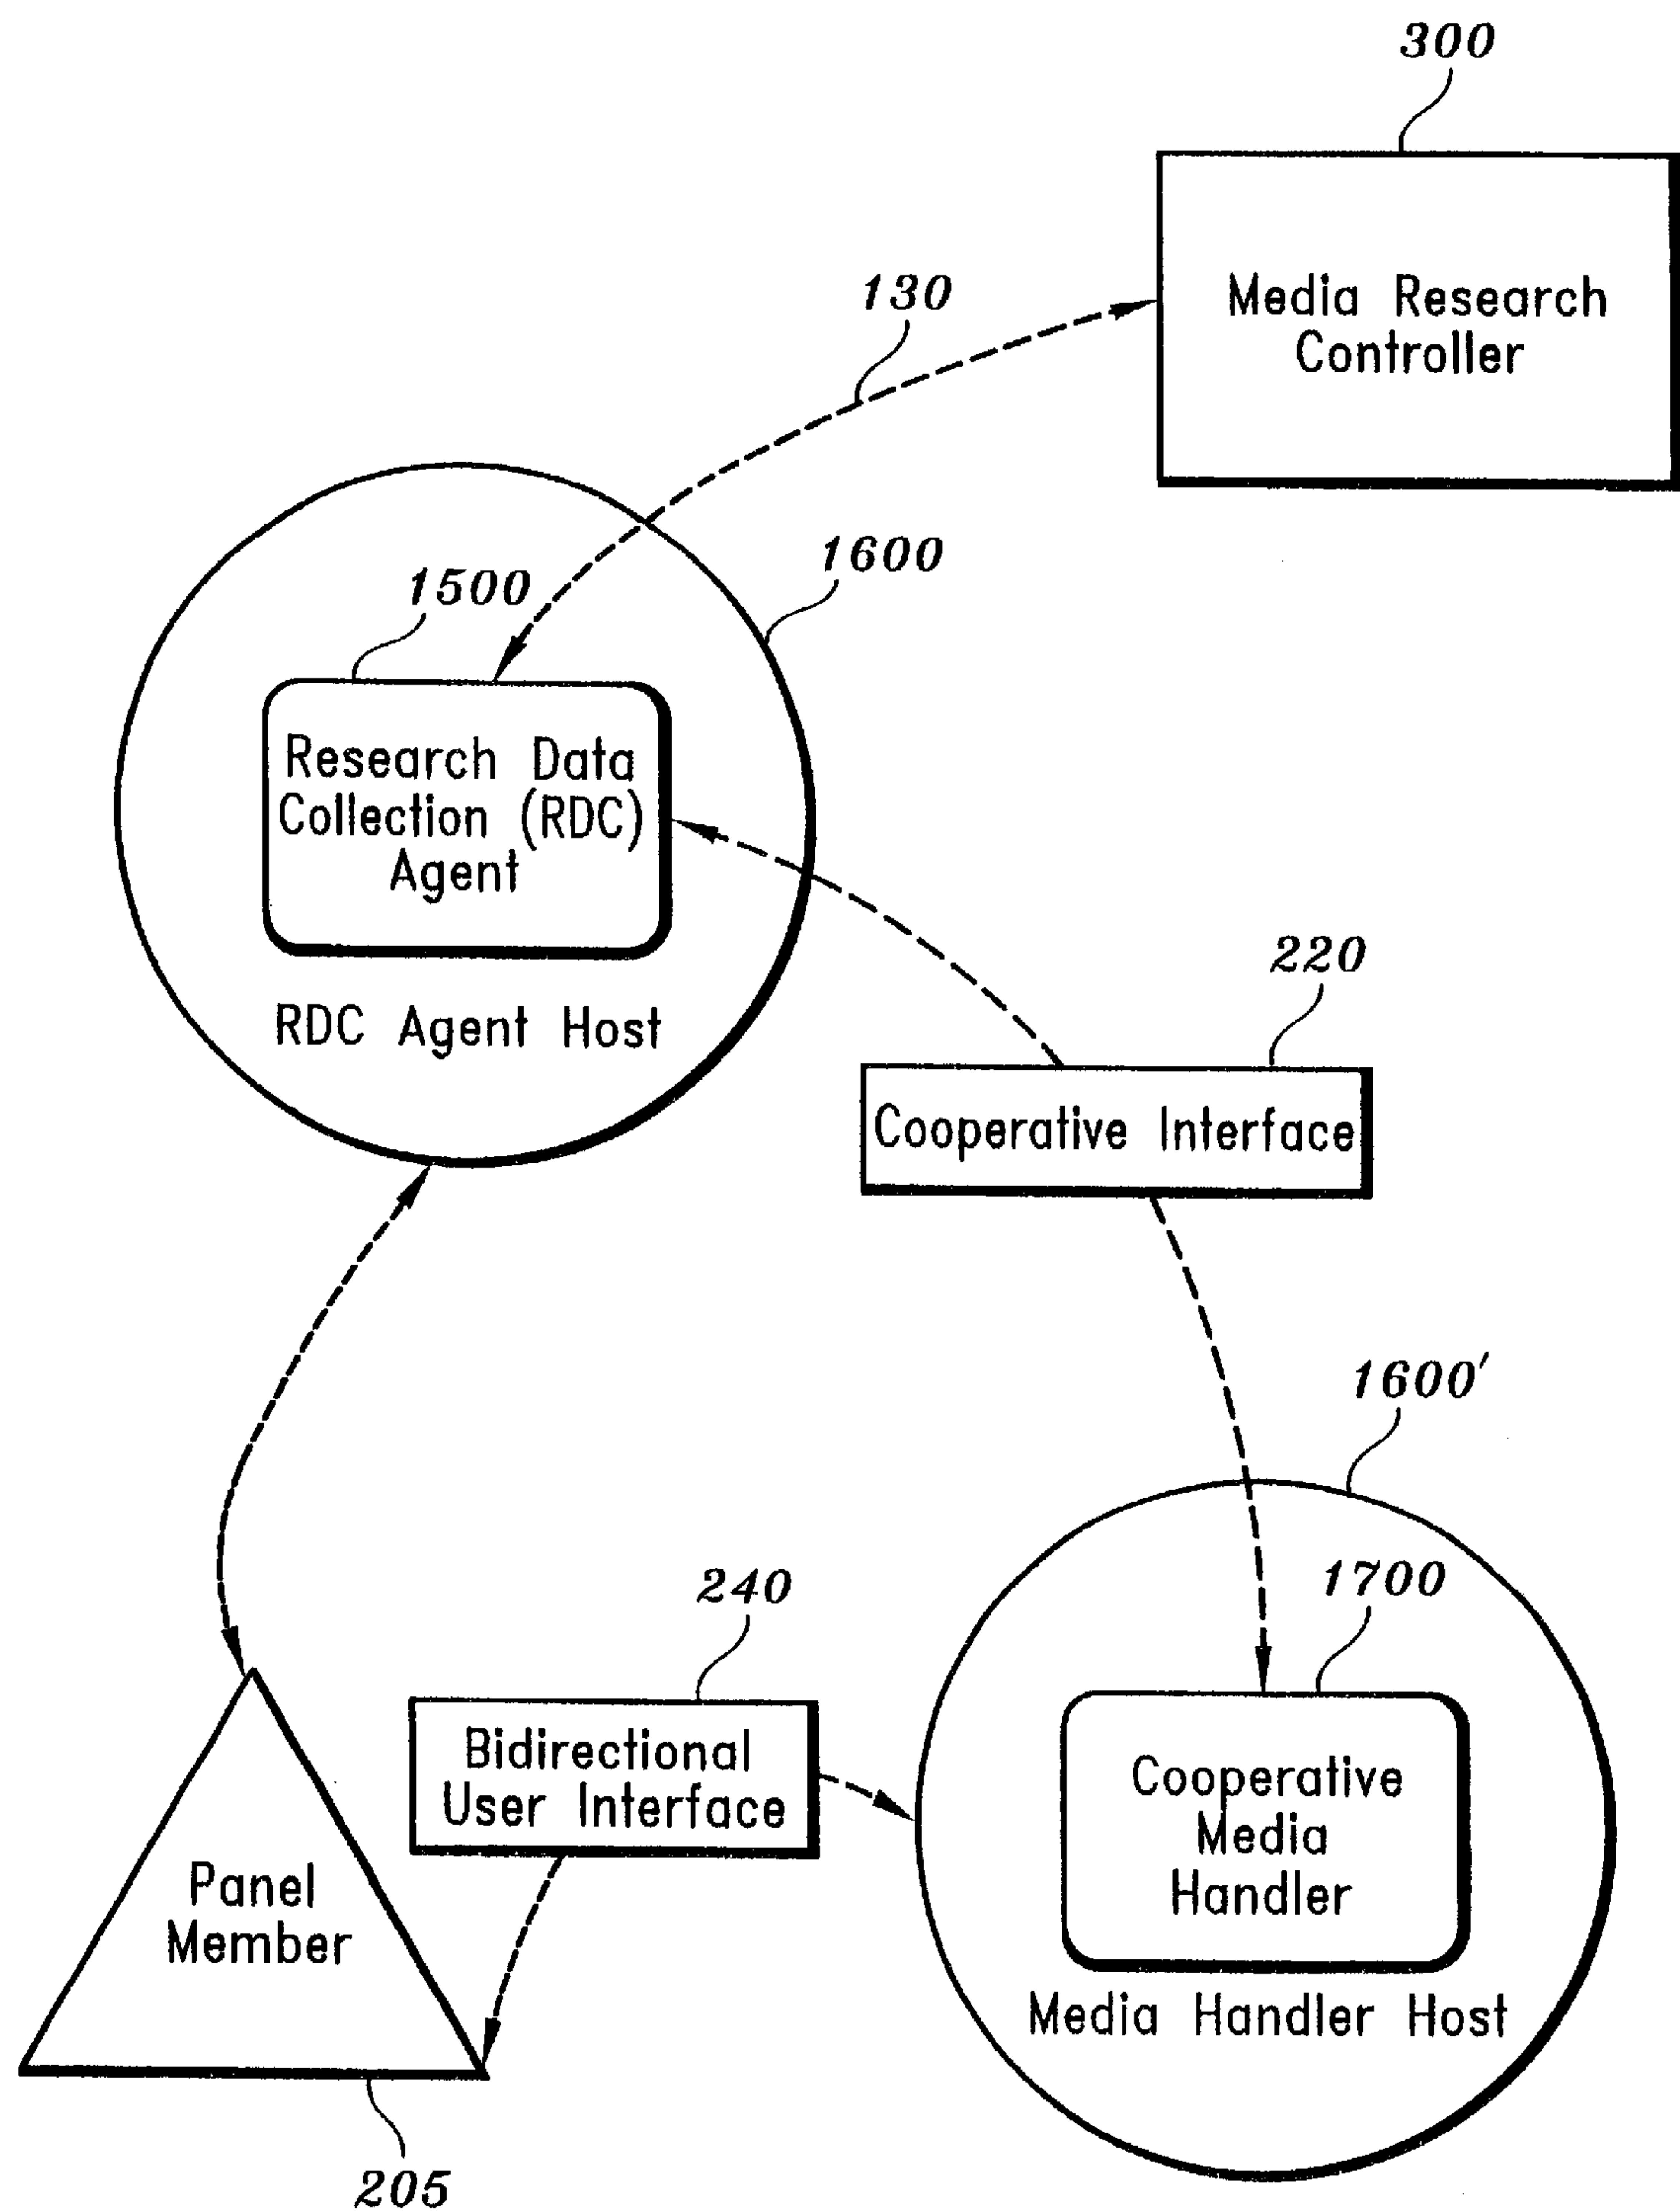 300
Media Research
Controller
130
1600
1500
Research Data
Collection (RDC)
Agent
RDC Agent Host
220
Cooperative Interface
1600'
1700
240
Bidirectional
User Interface
Cooperative
Media
Handler
Media Handler Host
Panel
Member
205